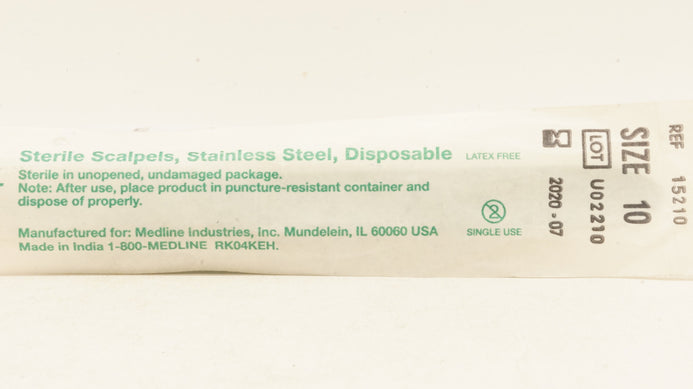 Sterile Scalpels, Stainless Steel, Disposable
LATEX FREE
Sterile in unopened, undamaged package.
Note: After use, place product in puncture-resistant container and
dispose of properly.
SINGLE USE
Manufactured for: Medline Industries, Inc. Mundelein, IL 60060 USA
Made in India 1-800-MEDLINE RK04KEH.
REF 15210
SIZE 10
LOT U02210
2020-07